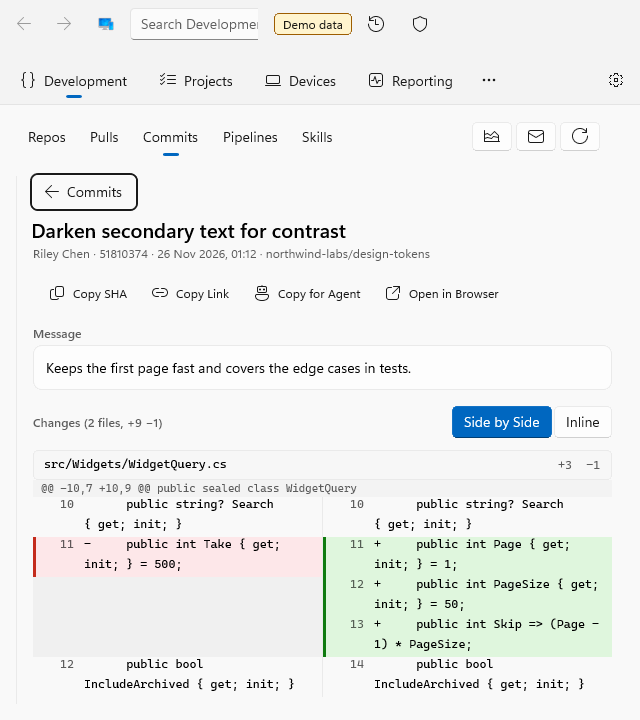 Search Developmen
Demo data
Development
Projects
Devices
Reporting
Repos
Pulls
Commits
Pipelines
Skills
Commits
Darken secondary text for contrast
Riley Chen · 51810374 · 26 Nov 2026, 01:12 · northwind-labs/design-tokens
Copy SHA
Copy Link
Copy for Agent
Open in Browser
Message
Keeps the first page fast and covers the edge cases in tests.
Changes (2 files, +9 −1)
Side by Side
Inline
src/Widgets/WidgetQuery.cs
+3 −1
@@ −10,7 +10,9 @@ public sealed class WidgetQuery
10 public string? Search
{ get; init; }
10 public string? Search
{ get; init; }
11 − public int Take { get;
init; } = 500;
11 + public int Page { get;
init; } = 1;
12 + public int PageSize { get;
init; } = 50;
13 + public int Skip => (Page −
1) * PageSize;
12 public bool
IncludeArchived { get; init; }
14 public bool
IncludeArchived { get; init; }